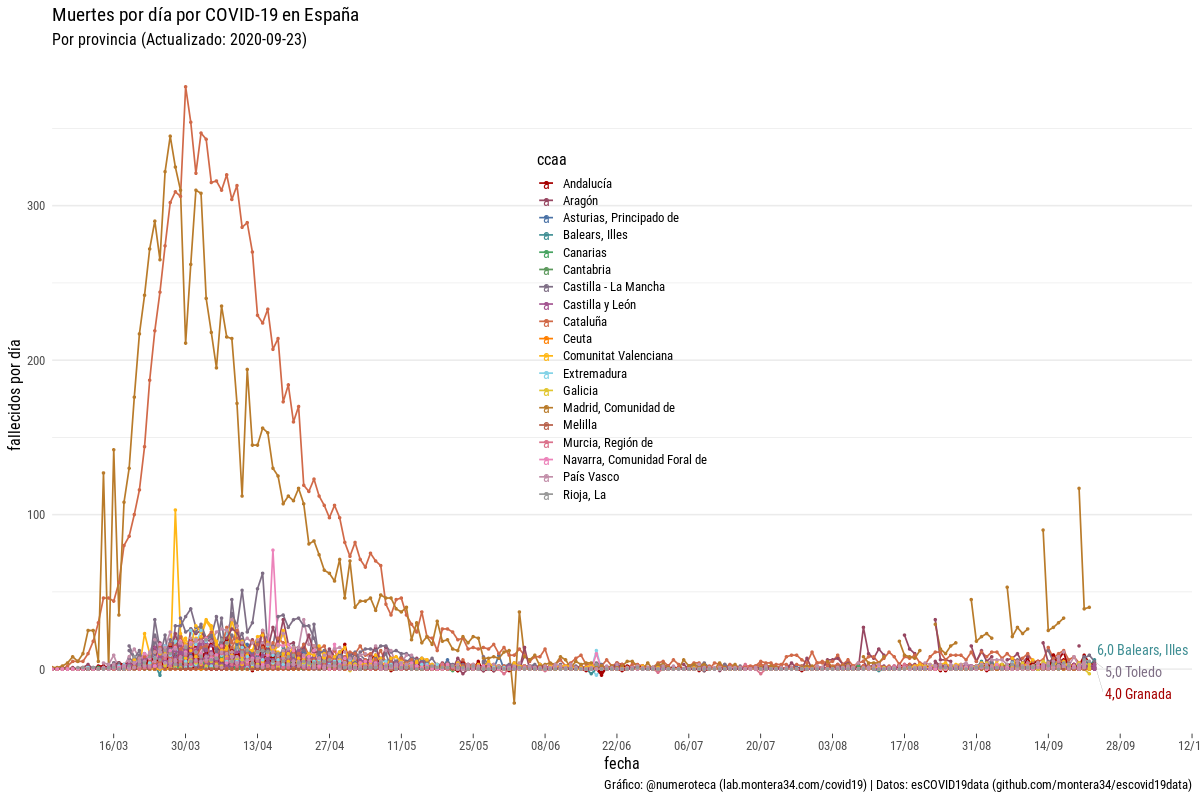 Muertes por día por COVID-19 en España
Por provincia (Actualizado: 2020-09-23)
fallecidos por día
300
200
100
0
ccaa
Andalucía
Aragón
Asturias, Principado de
Balears, Illes
Canarias
Cantabria
Castilla - La Mancha
Castilla y León
Cataluña
Ceuta
Comunitat Valenciana
Extremadura
Galicia
Madrid, Comunidad de
Melilla
Murcia, Región de
Navarra, Comunidad Foral de
País Vasco
Rioja, La
6,0 Balears, Illes
5,0 Toledo
4,0 Granada
16/03 30/03 13/04 27/04 11/05 25/05 08/06 22/06 06/07 20/07 03/08 17/08 31/08 14/09 28/09 12/1
fecha
Gráfico: @numeroteca (lab.montera34.com/covid19) | Datos: esCOVID19data (github.com/montera34/escovid19data)